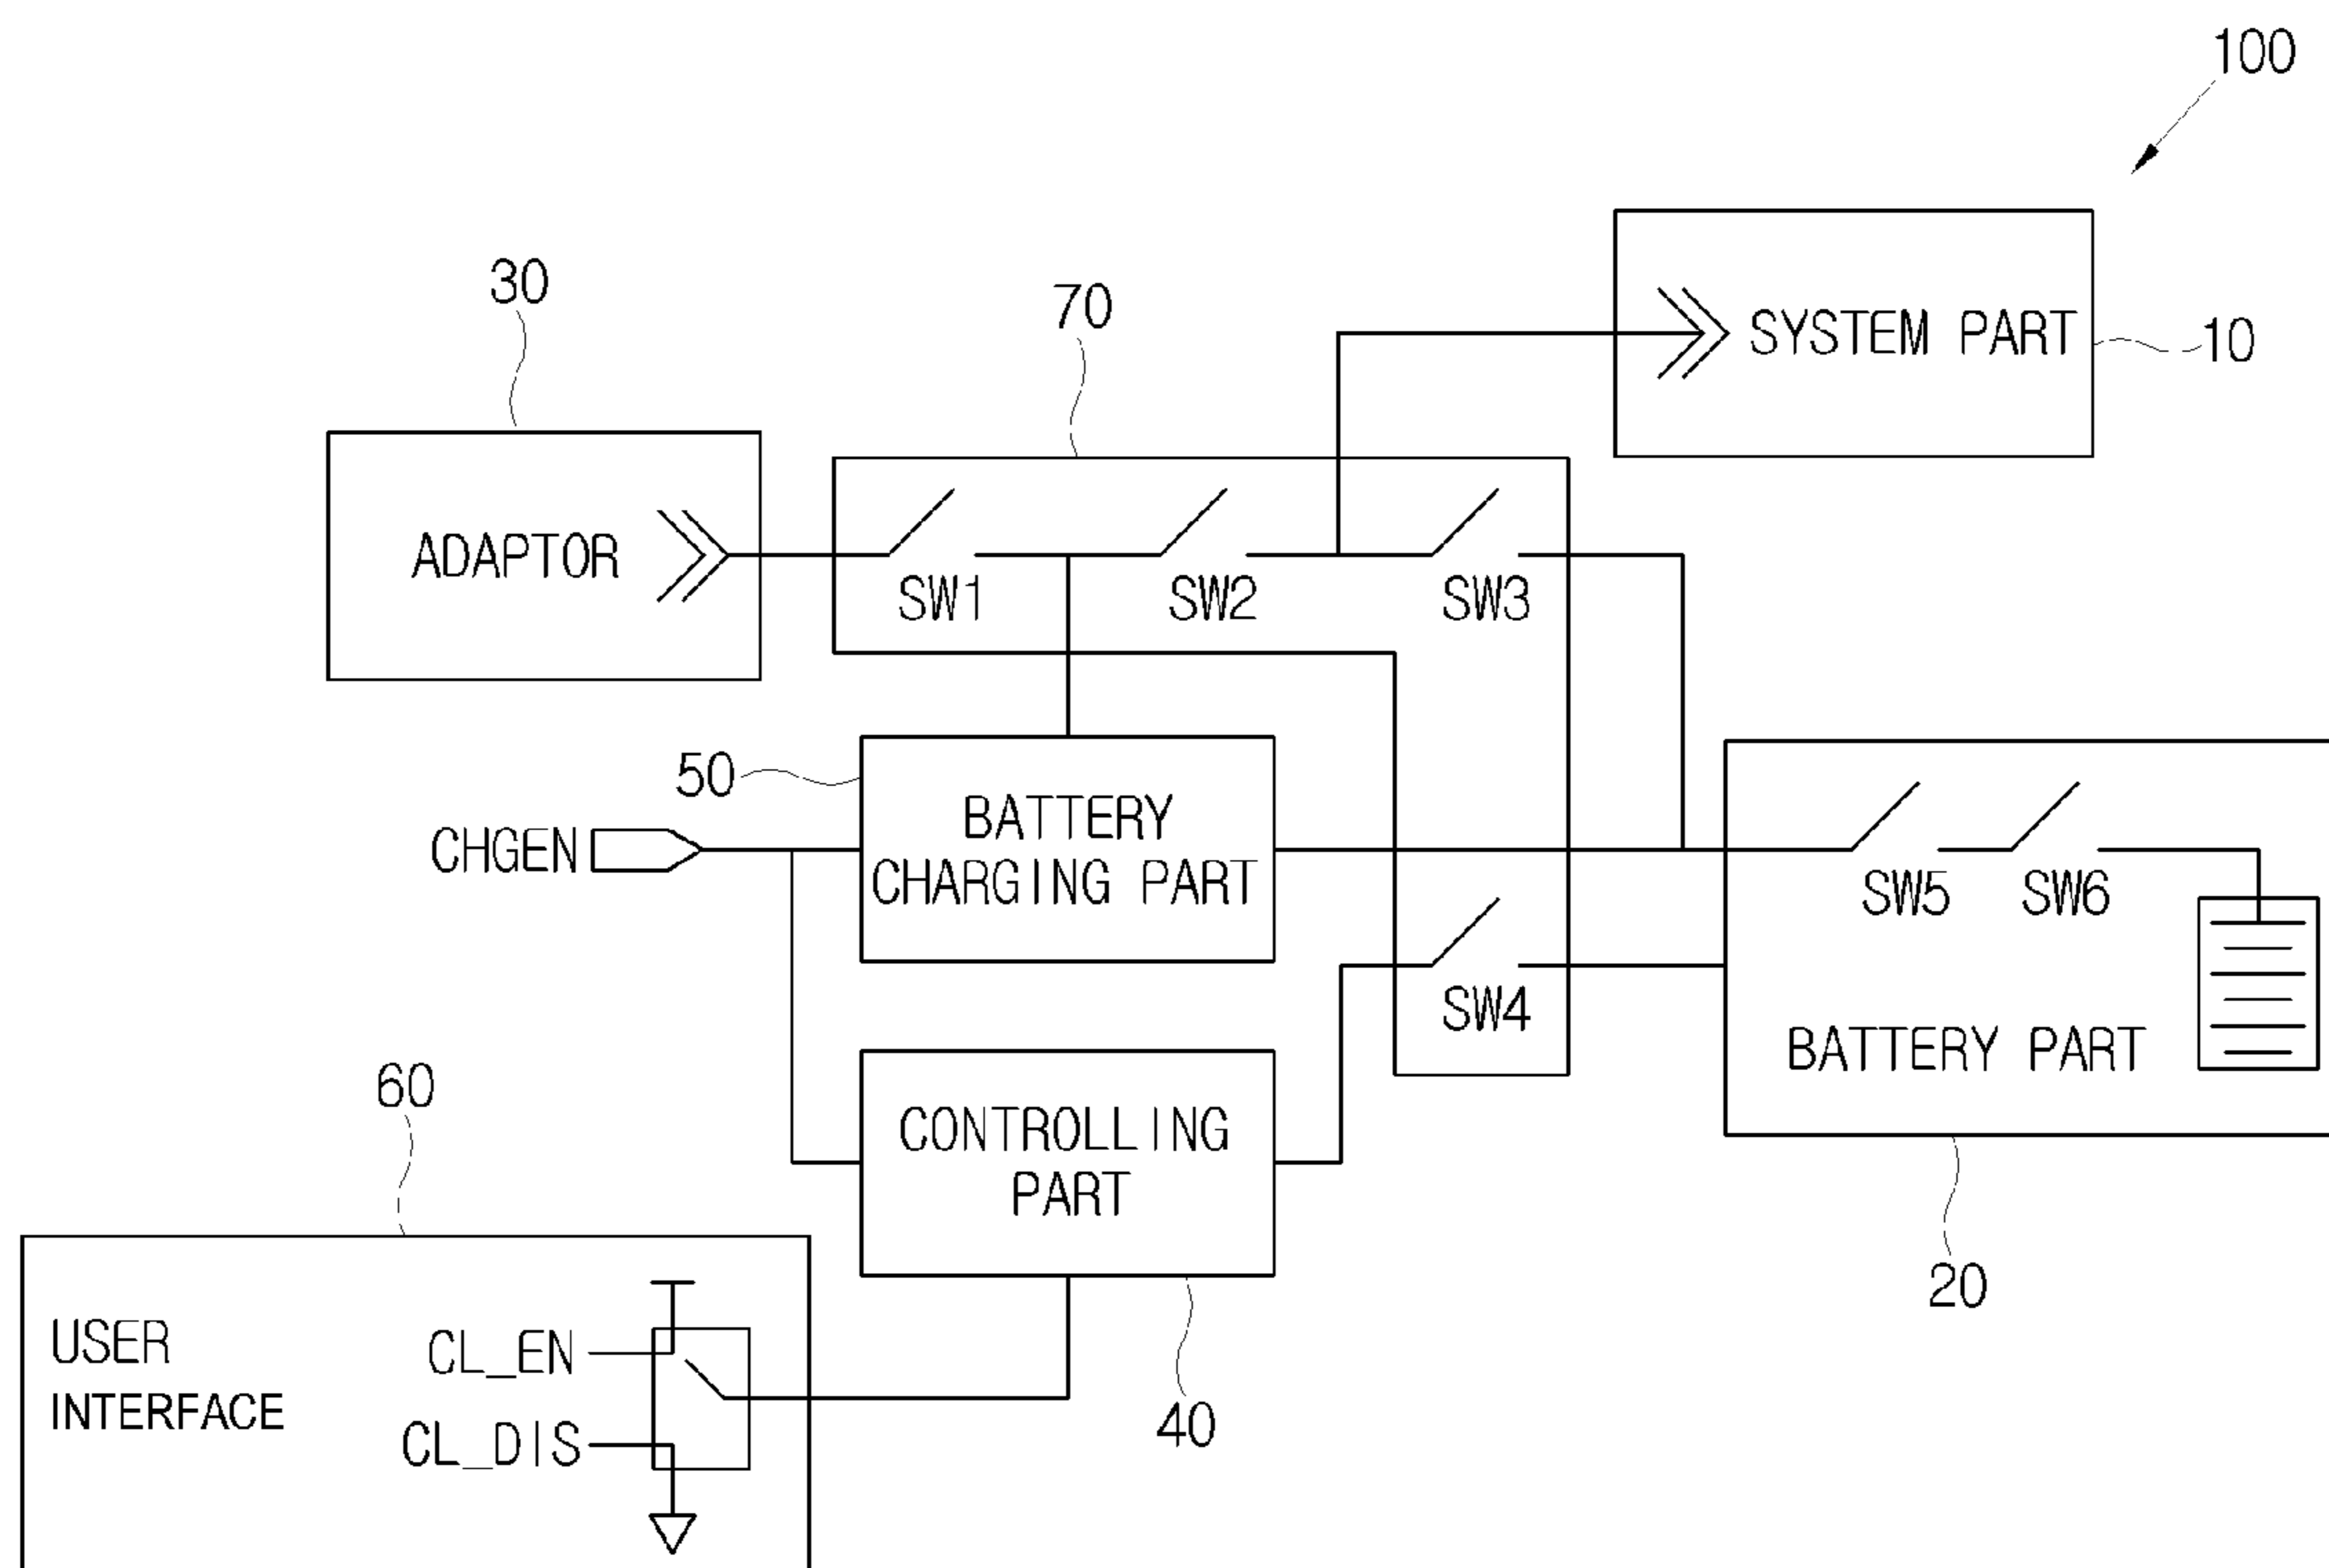 100
30
70
SYSTEM PART
10
ADAPTOR
SW1
SW2
SW3
50
BATTERY
CHARGING PART
CHGEN
SW5
SW6
SW4
BATTERY PART
60
CONTROLLING
PART
20
USER
INTERFACE
CL_EN
CL_DIS
40